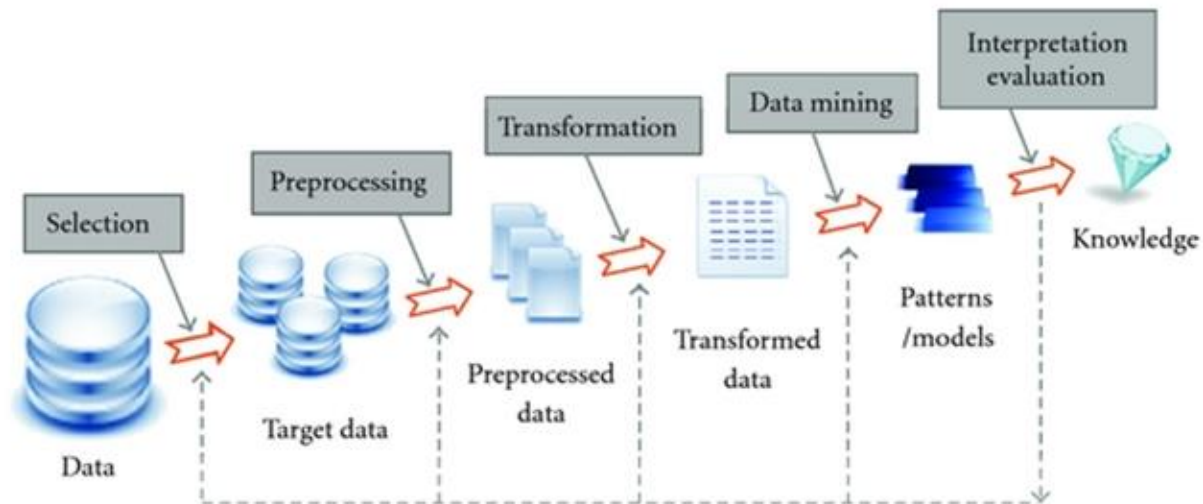 Interpretation
evaluation
Data mining
Transformation
Preprocessing
Selection
Knowledge
Patterns
/models
Transformed
data
Preprocessed
data
Target data
Data